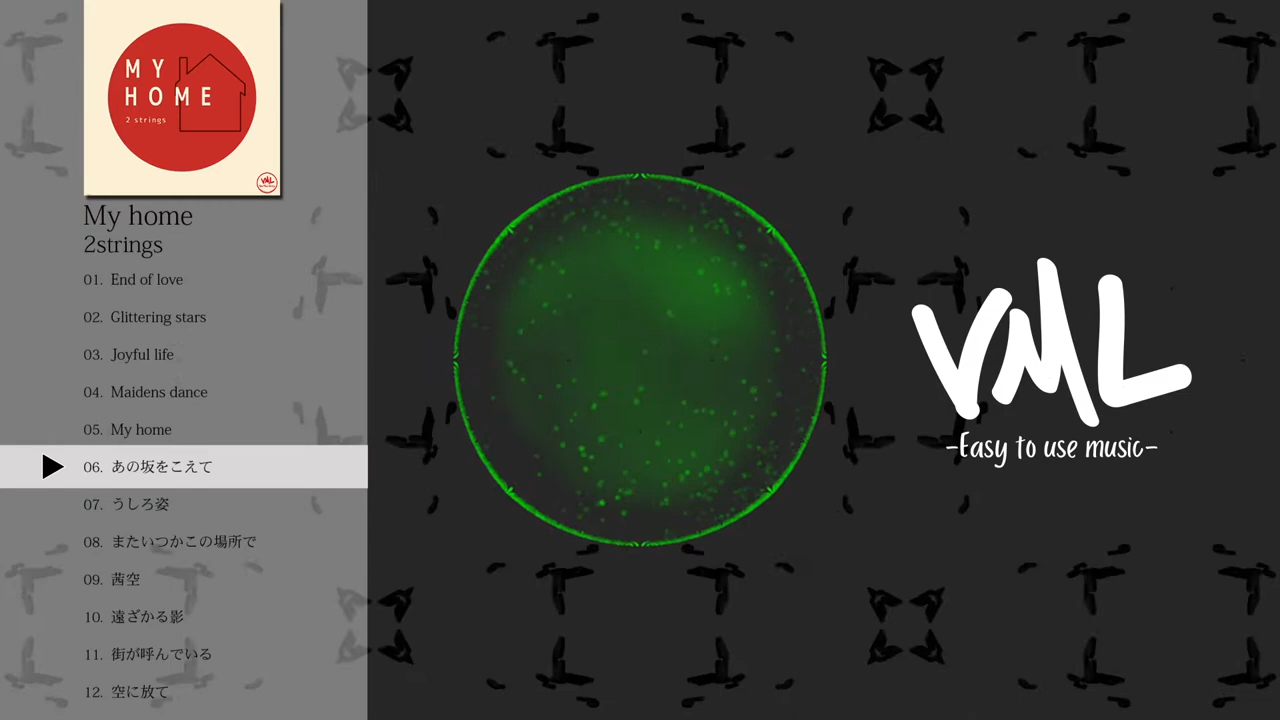 MY
HOME
2 strings
VML
My home
2strings
01. End of love
02. Glittering stars
03. Joyful life
04. Maidens dance
05. My home
06. あの坂をこえて
07. うしろ姿
08. またいつかこの場所で
09. 茜空
10. 遠ざかる影
11. 街が呼んでいる
12. 空に放て
VML
-Easy to use music-